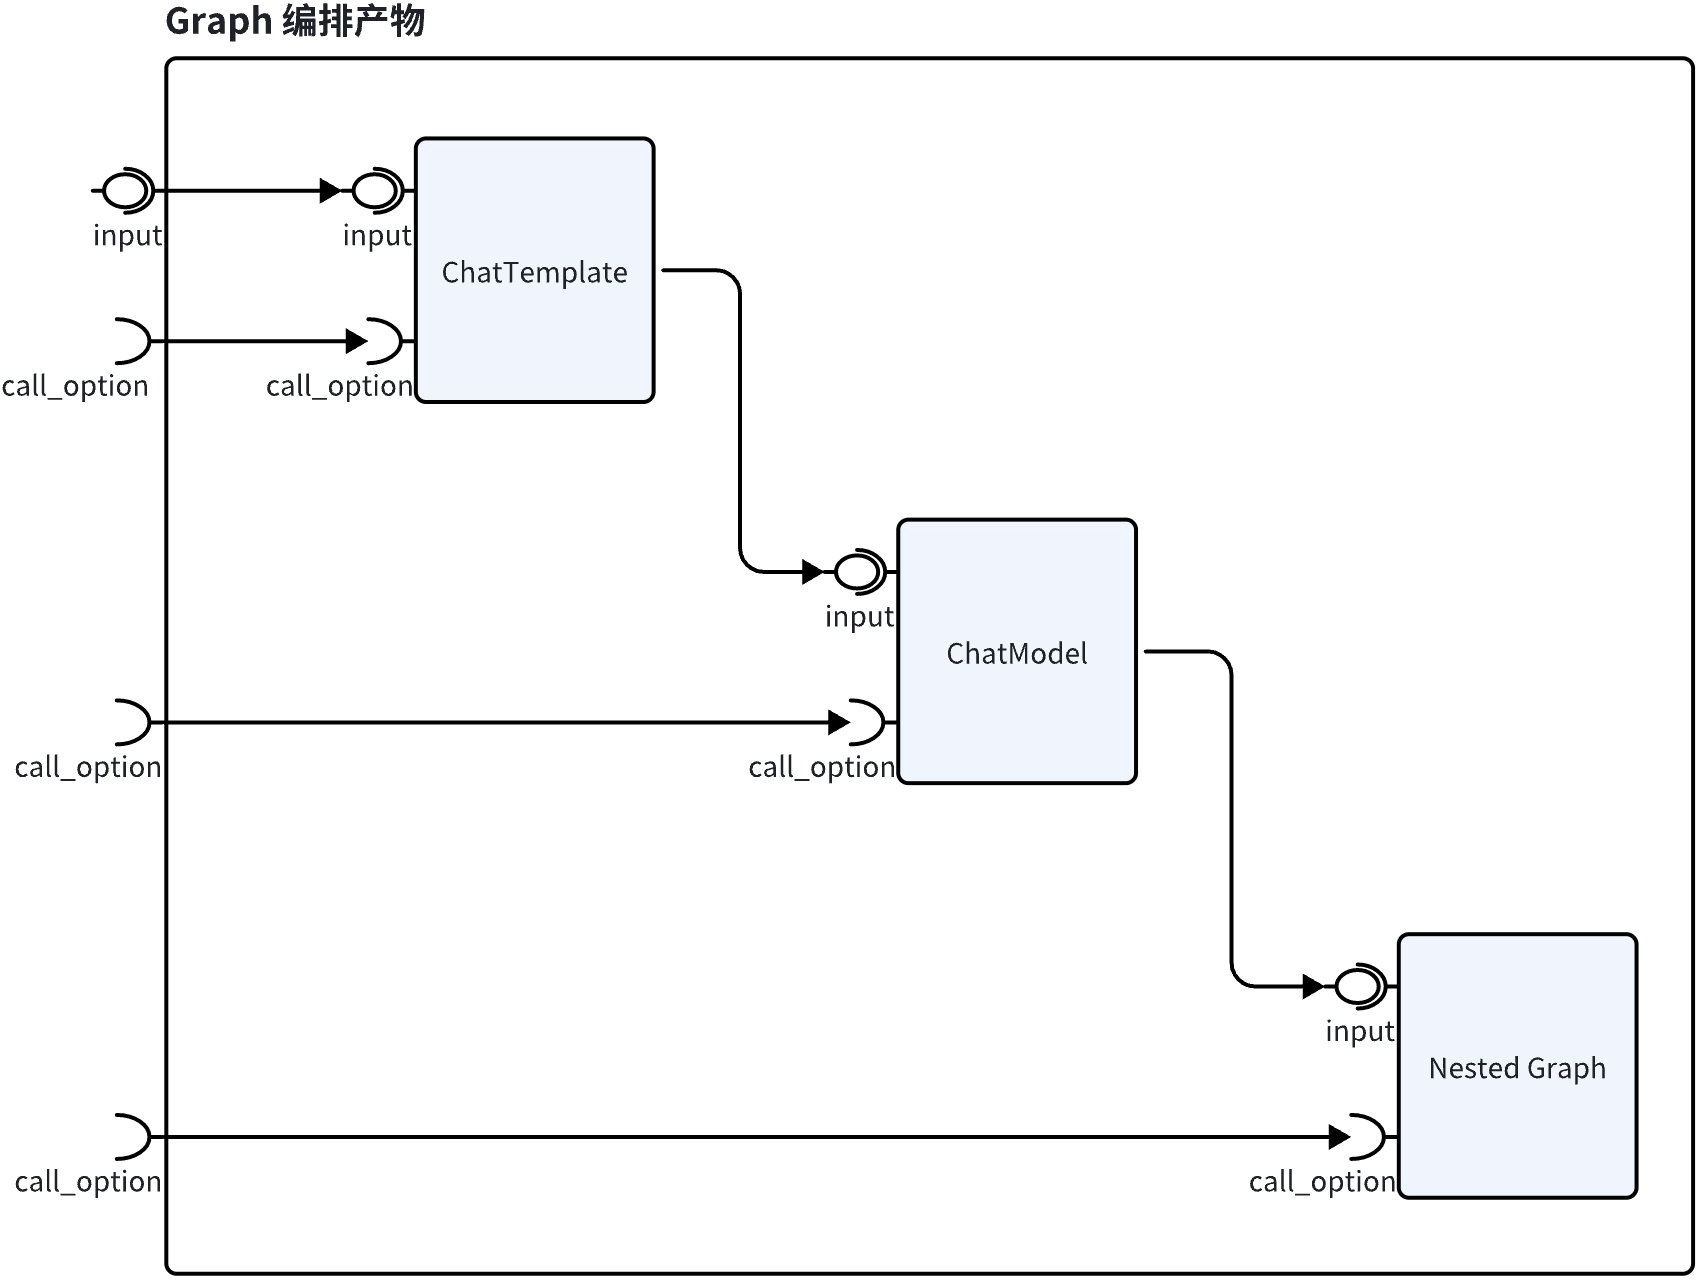 Graph 编排产物
input
input
ChatTemplate
call_option
call_option
input
ChatModel
call_option
call_option
input
Nested Graph
call_option
call_option